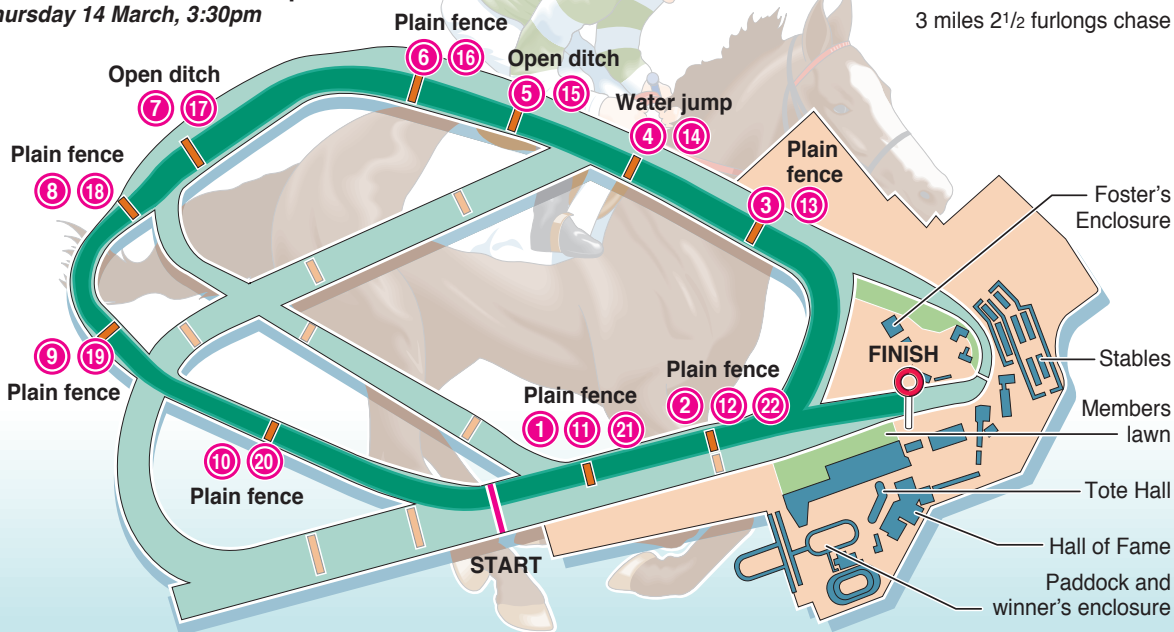 hursday 14 March, 3:30pm
3 miles 2 1/2 furlongs chase
Plain fence
6 16
Open ditch
5 15
Open ditch
7 17
Water jump
4 14
Plain fence
8 18
Plain
fence
3 13
Foster's
Enclosure
9 19
Plain fence
FINISH
Stables
Plain fence
2 12 22
Plain fence
1 11 21
Members
lawn
10 20
Plain fence
Tote Hall
START
Hall of Fame
Paddock and
winner's enclosure